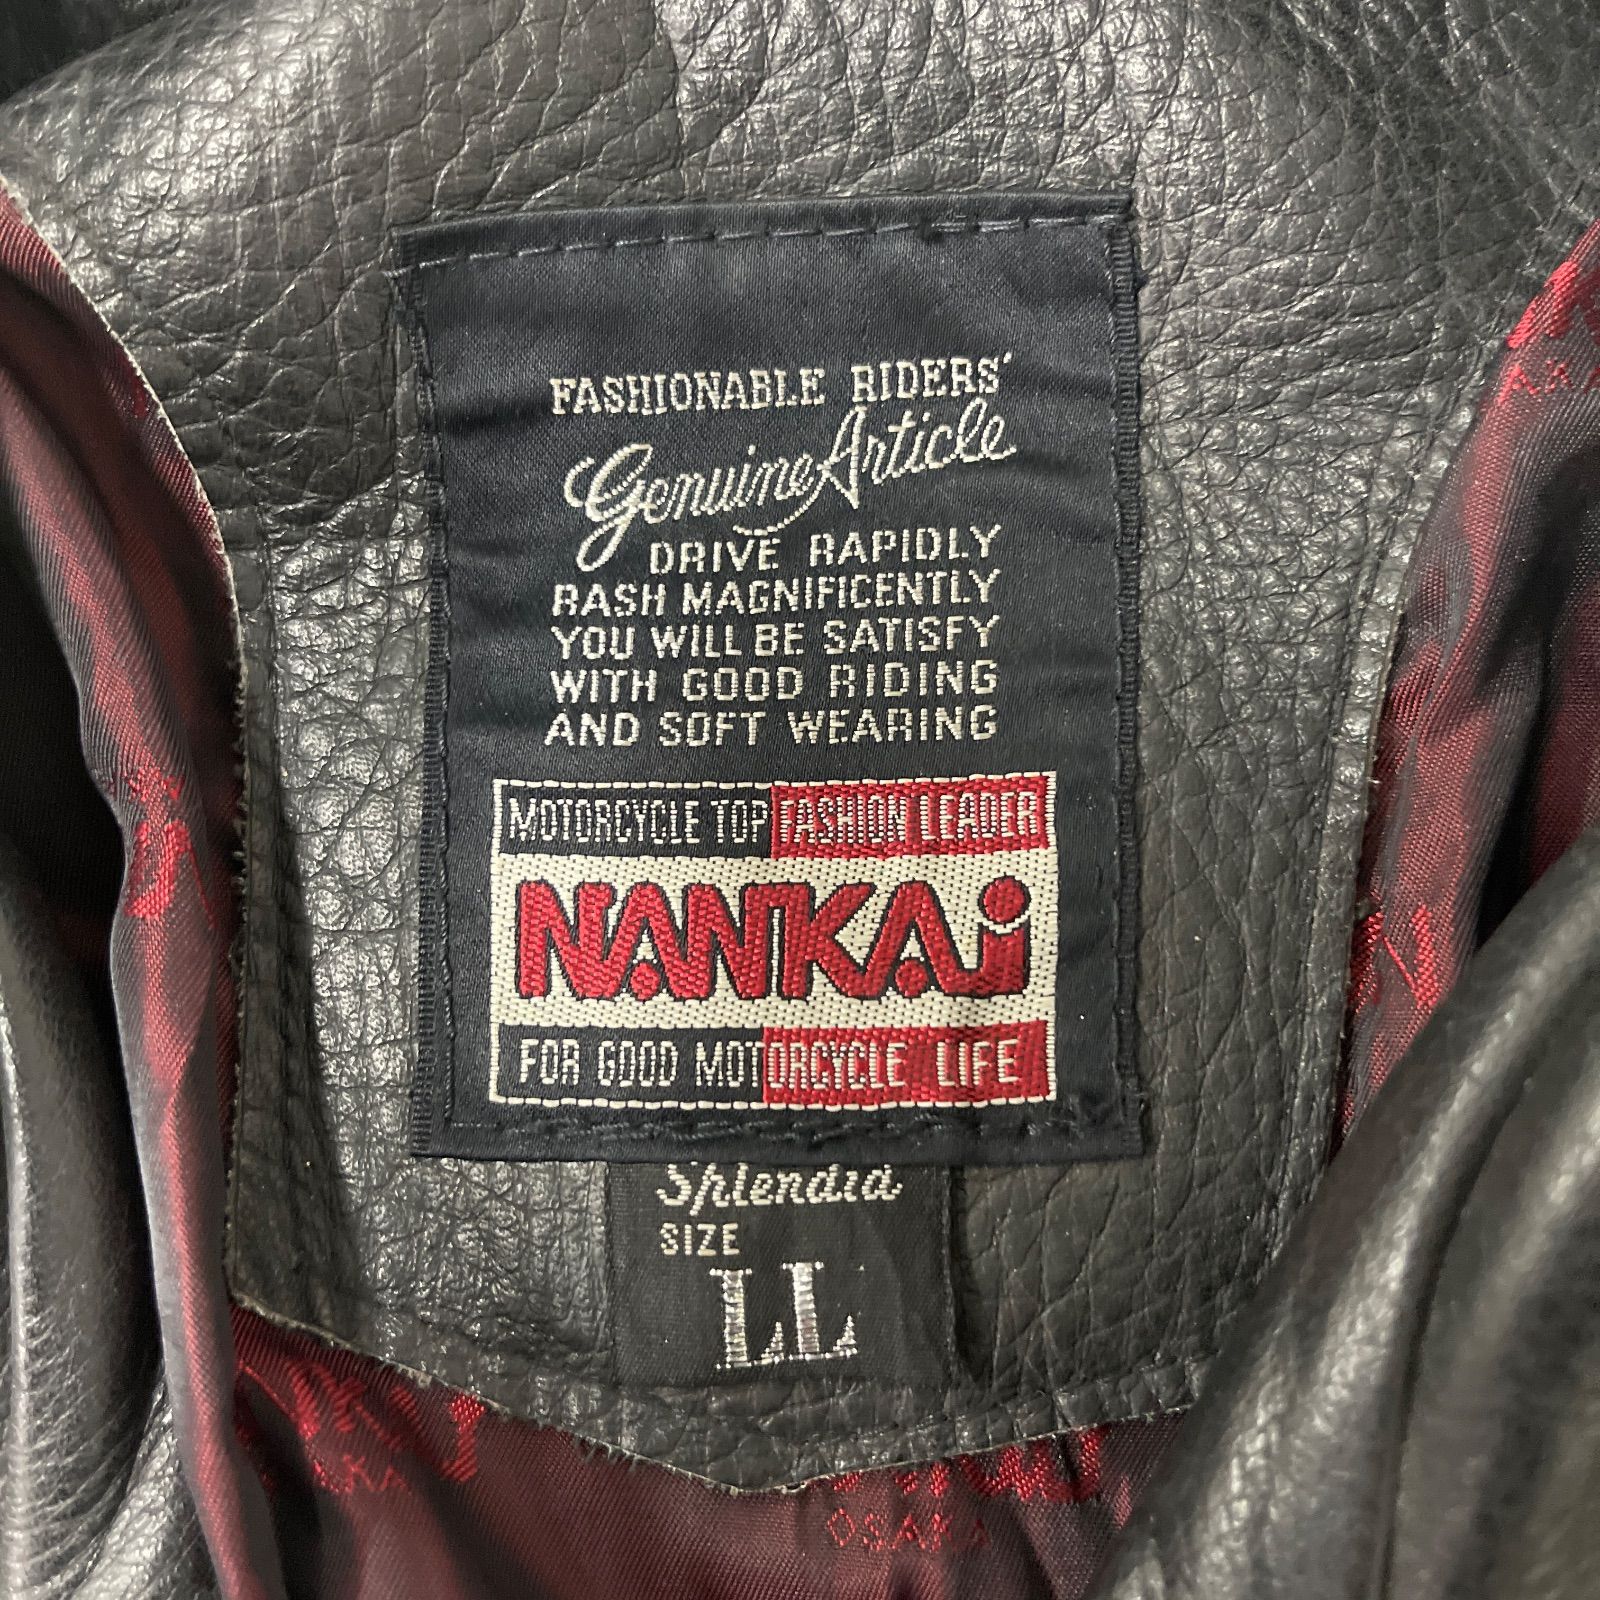 FASHIONABLE RIDERS'
Genuine Article
DRIVE RAPIDLY
RASH MAGNIFICENTLY
YOU WILL BE SATISFY
WITH GOOD RIDING
AND SOFT WEARING
MOTORCYCLE TOP FASHION LEADER
NANKAi
FOR GOOD MOTORCYCLE LIFE
Splendid
SIZE
LL
OSAKA